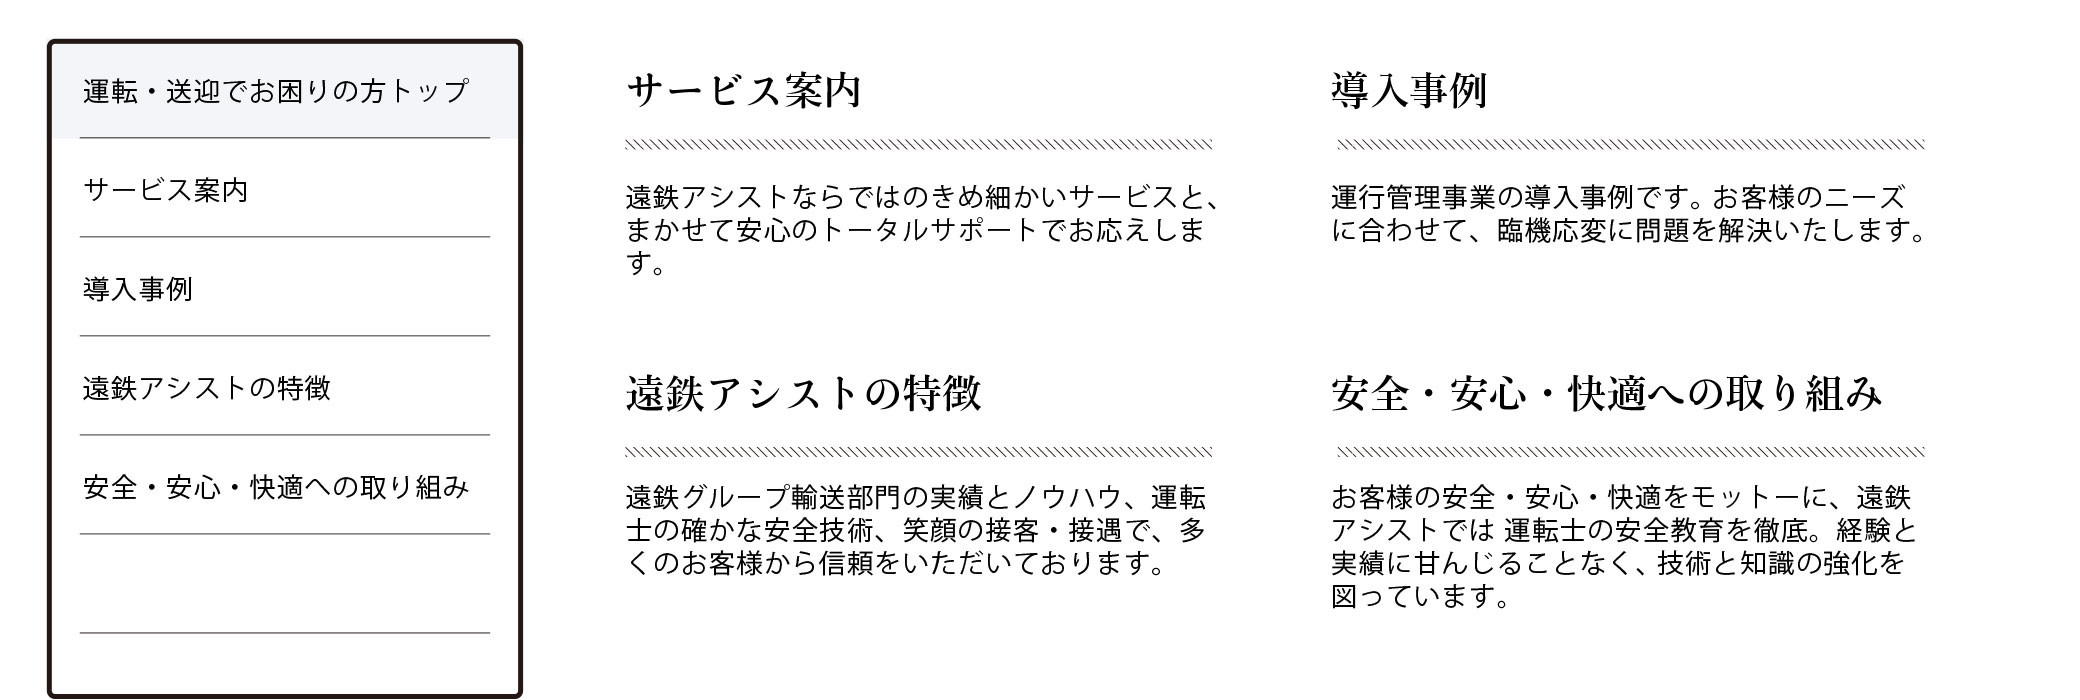 運転・送迎でお困りの方トップ
サービス案内
導入事例
遠鉄アシストの特徴
安全・安心・快適への取り組み
サービス案内
遠鉄アシストならではのきめ細かいサービスと、
まかせて安心のトータルサポートでお応えしま
す。
導入事例
運行管理事業の導入事例です。お客様のニーズ
に合わせて、臨機応変に問題を解決いたします。
遠鉄アシストの特徴
遠鉄グループ輸送部門の実績とノウハウ、運転
士の確かな安全技術、笑顔の接客・接遇で、多
くのお客様から信頼をいただいております。
安全・安心・快適への取り組み
お客様の安全・安心・快適をモットーに、遠鉄
アシストでは 運転士の安全教育を徹底。経験と
実績に甘んじることなく、技術と知識の強化を
図っています。